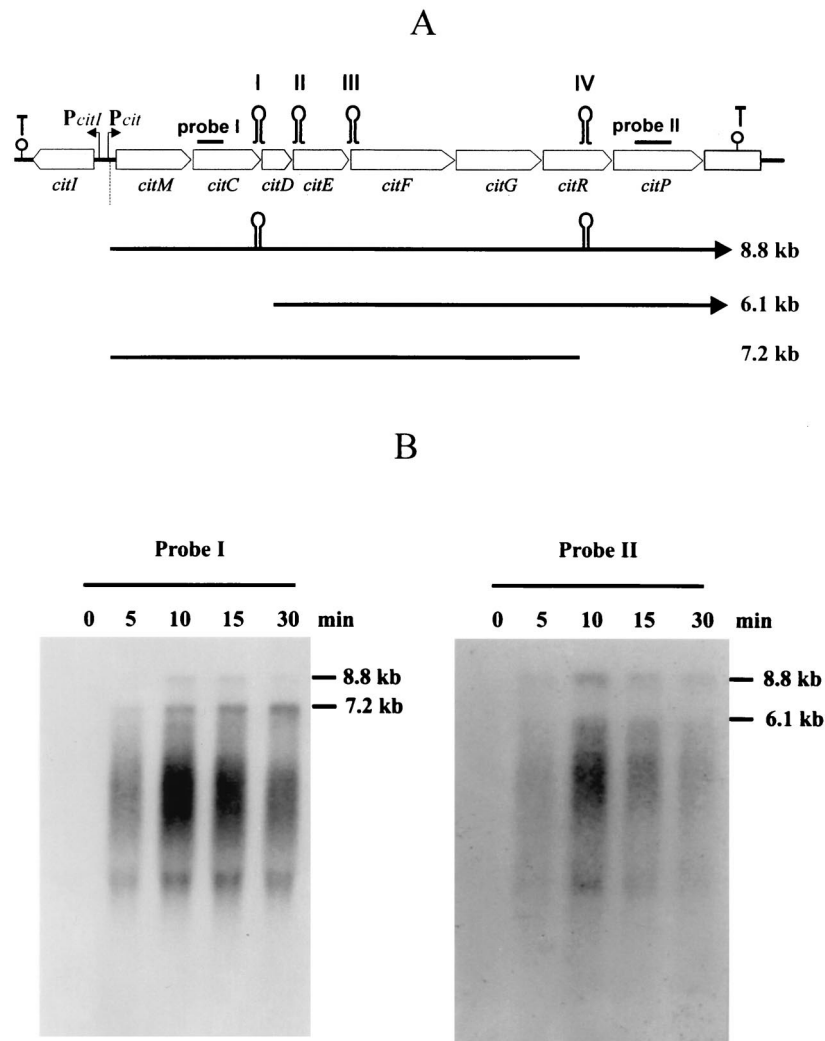 A
I II III IV
T PcitI Pcit probe I probe II T
citI citM citC citD citE citF citG citR citP
8.8 kb
6.1 kb
7.2 kb
B
Probe I Probe II
0 5 10 15 30 min 0 5 10 15 30 min
8.8 kb 8.8 kb
7.2 kb 6.1 kb